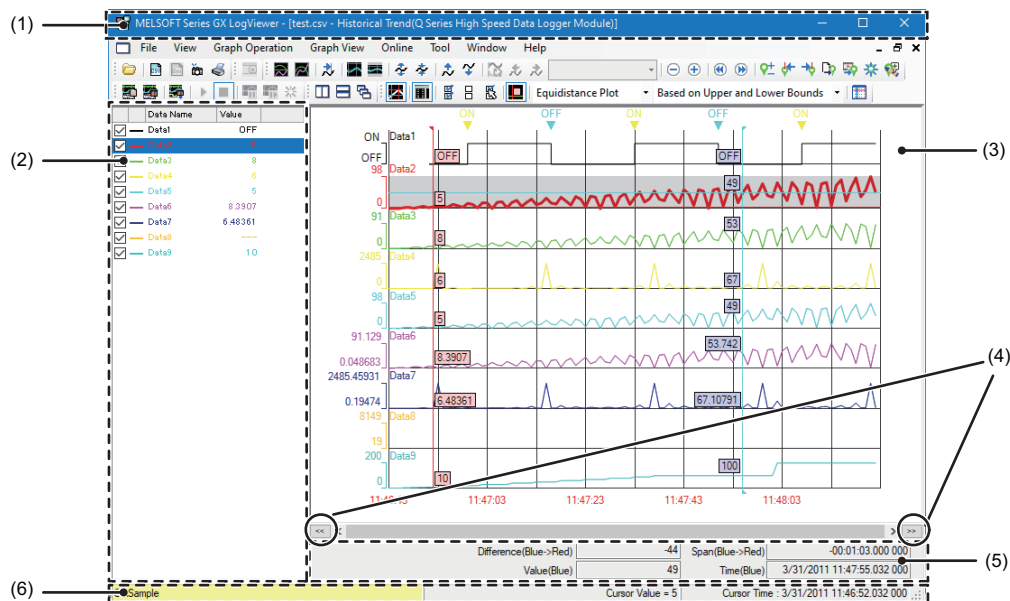 (1)
MELSOFT Series GX LogViewer - [test.csv - Historical Trend(Q Series High Speed Data Logger Module)]
File View Graph Operation Graph View Online Tool Window Help
Equidistance Plot Based on Upper and Lower Bounds
(2)
Data Name Value
Data1 OFF
Data2 5
Data3 8
Data4 6
Data5 5
Data6 8.3907
Data7 6.48361
Data8 ---
Data9 10
(3)
ON OFF ON OFF ON
ON Data1
OFF OFF OFF
98 Data2
49
0 5
91 Data3
53
0 8
2485 Data4
0 6 67
98 Data5
49
0 5
91.129 Data6
53.742
0.048683 8.3907
2485.45931 Data7
0.19474 6.48361 67.10791
8149 Data8
19
200 Data9
100
0 10
11:47:03 11:47:23 11:47:43 11:48:03
(4)
<< < > >>
Difference(Blue->Red) -44 Span(Blue->Red) -00:01:03.000 000
Value(Blue) 49 Time(Blue) 3/31/2011 11:47:55.032 000
(5)
(6)
Sample Cursor Value = 5 Cursor Time : 3/31/2011 11:46:52.032 000